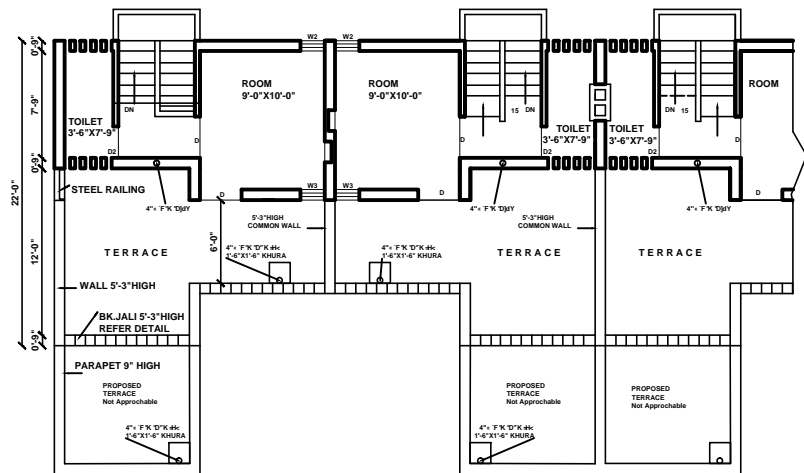 W2
W2
ROOM
9'-0"X10'-0"
ROOM
9'-0"X10'-0"
ROOM
TOILET
3'-6"X7'-9"
TOILET
3'-6"X7'-9"
TOILET
3'-6"X7'-9"
DN
15
DN
DN
15
D
D
D
D2
D2
D2
W3
W3
D
D
D
0'-9"
7'-9"
0'-9"
22'-0"
12'-0"
0'-9"
6'-0"
STEEL RAILING
5'-3"HIGH
COMMON WALL
5'-3"HIGH
COMMON WALL
TERRACE
TERRACE
TERRACE
1'-6"X1'-6" KHURA
1'-6"X1'-6" KHURA
WALL 5'-3"HIGH
BK.JALI 5'-3"HIGH
REFER DETAIL
PARAPET 9" HIGH
PROPOSED
TERRACE
Not Approchable
PROPOSED
TERRACE
Not Approchable
PROPOSED
TERRACE
Not Approchable
1'-6"X1'-6" KHURA
1'-6"X1'-6" KHURA